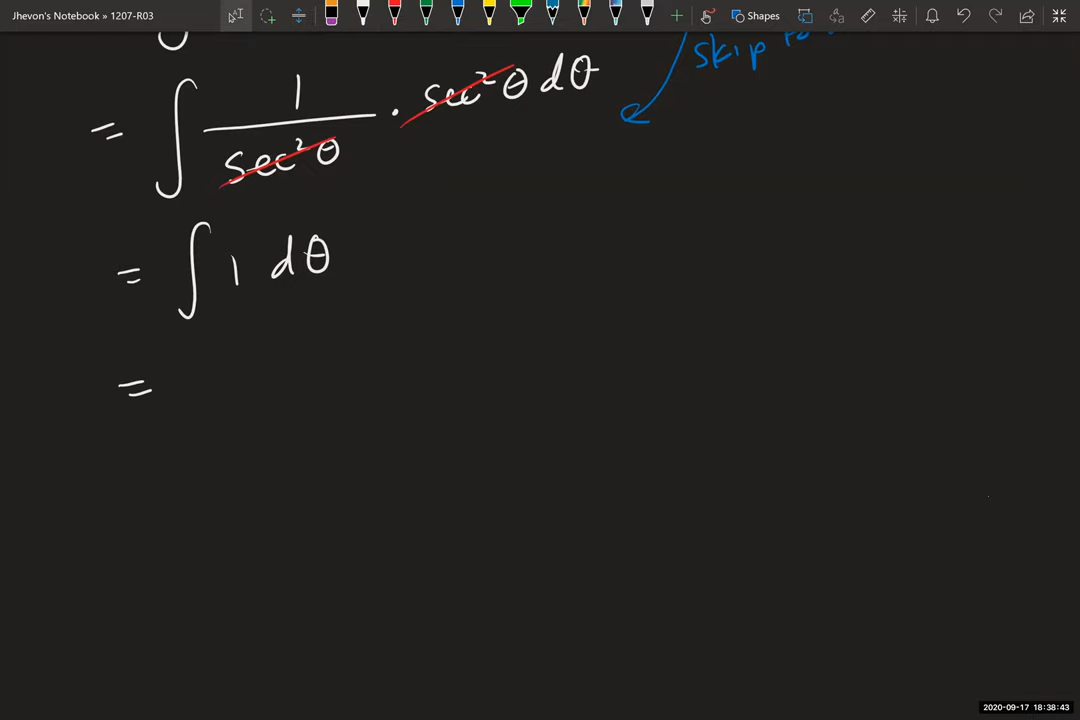 Jhevon's Notebook » 1207-R03
Shapes
skip
= ∫ 1/sec²θ · sec²θ dθ
= ∫ 1 dθ
=
2020-09-17 18:38:43